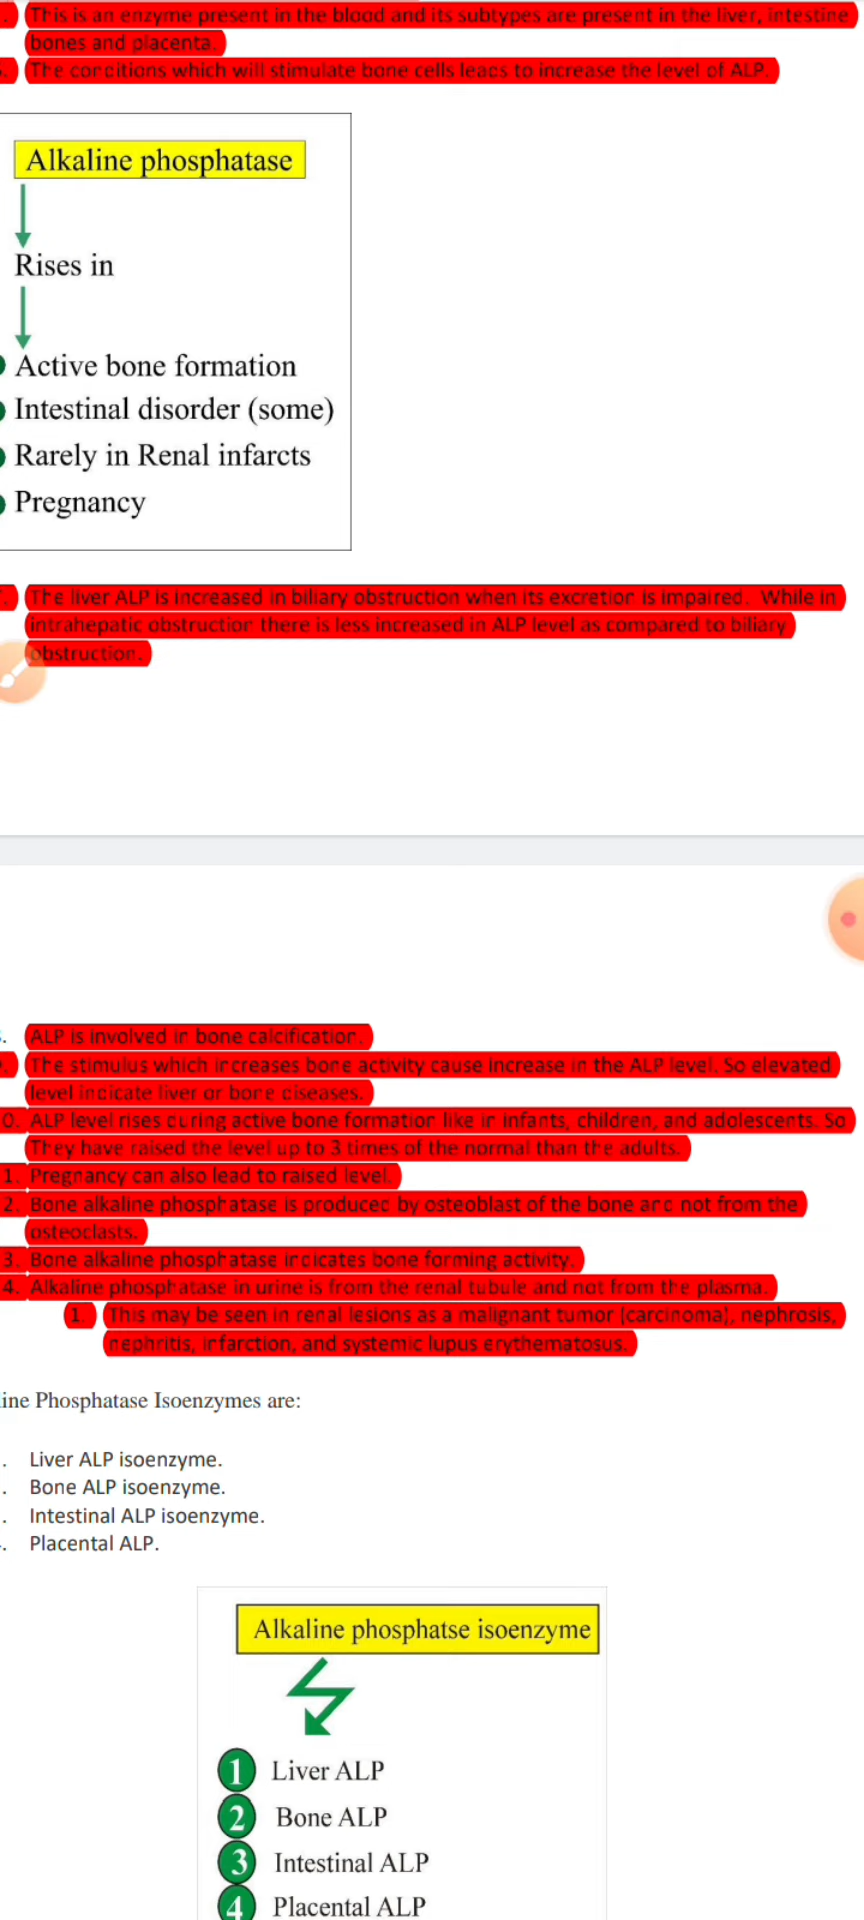 . This is an enzyme present in the blood and its subtypes are present in the liver, intestine
bones and placenta.
. The conditions which will stimulate bone cells leads to increase the level of ALP.
Alkaline phosphatase
Rises in
Active bone formation
Intestinal disorder (some)
Rarely in Renal infarcts
Pregnancy
. The liver ALP is increased in biliary obstruction when its excretion is impaired. While in
intrahepatic obstruction there is less increased in ALP level as compared to biliary
obstruction.
. ALP is involved in bone calcification.
. The stimulus which increases bone activity cause increase in the ALP level. So elevated
level indicate liver or bone diseases.
0. ALP level rises during active bone formation like in infants, children, and adolescents. So
They have raised the level up to 3 times of the normal than the adults.
1. Pregnancy can also lead to raised level.
2. Bone alkaline phosphatase is produced by osteoblast of the bone and not from the
osteoclasts.
3. Bone alkaline phosphatase indicates bone forming activity.
4. Alkaline phosphatase in urine is from the renal tubule and not from the plasma.
1. This may be seen in renal lesions as a malignant tumor (carcinoma), nephrosis,
nephritis, infarction, and systemic lupus erythematosus.
ine Phosphatase Isoenzymes are:
. Liver ALP isoenzyme.
. Bone ALP isoenzyme.
. Intestinal ALP isoenzyme.
. Placental ALP.
Alkaline phosphatse isoenzyme
1 Liver ALP
2 Bone ALP
3 Intestinal ALP
4 Placental ALP